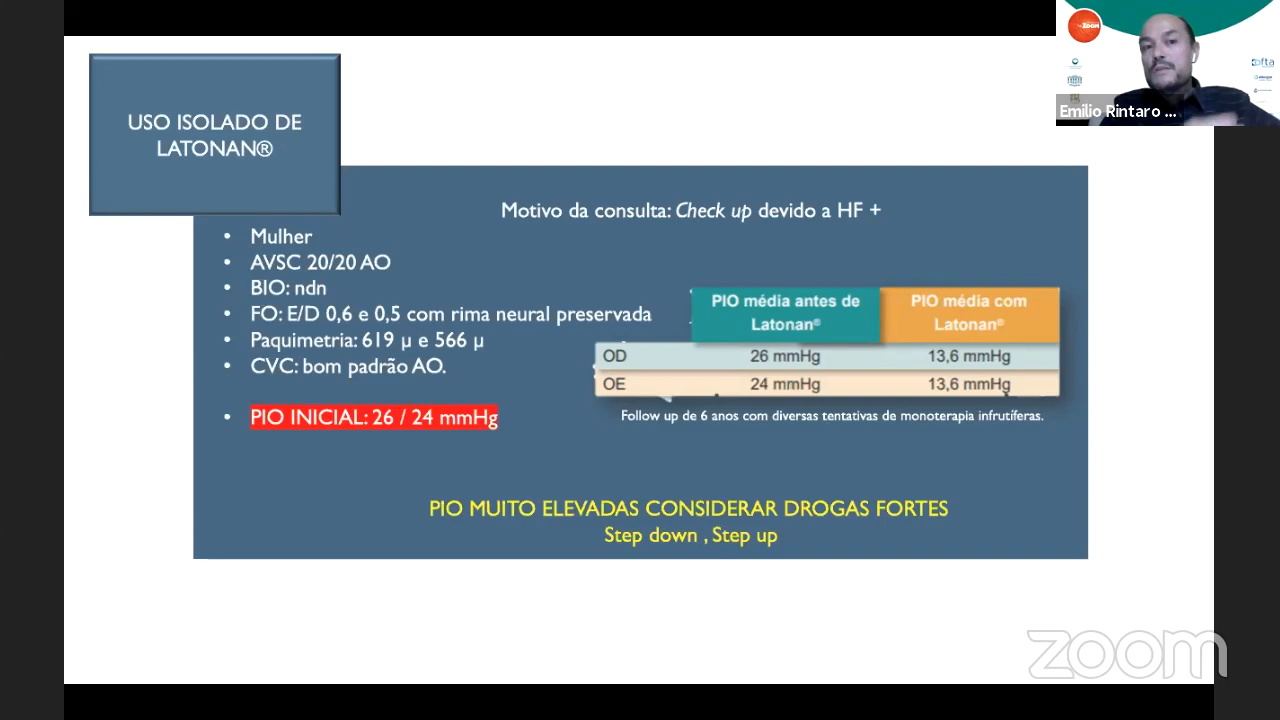 USO ISOLADO DE
LATONAN®
Motivo da consulta: Check up devido a HF +
• Mulher
• AVSC 20/20 AO
• BIO: ndn
• FO: E/D 0,6 e 0,5 com rima neural preservada
• Paquimetria: 619 µ e 566 µ
• CVC: bom padrão AO.
• PIO INICIAL: 26 / 24 mmHg
PIO média antes de Latonan® PIO média com Latonan®
OD 26 mmHg 13,6 mmHg
OE 24 mmHg 13,6 mmHg
Follow up de 6 anos com diversas tentativas de monoterapia infrutíferas.
PIO MUITO ELEVADAS CONSIDERAR DROGAS FORTES
Step down , Step up
Emilio Rintaro ...
zoom